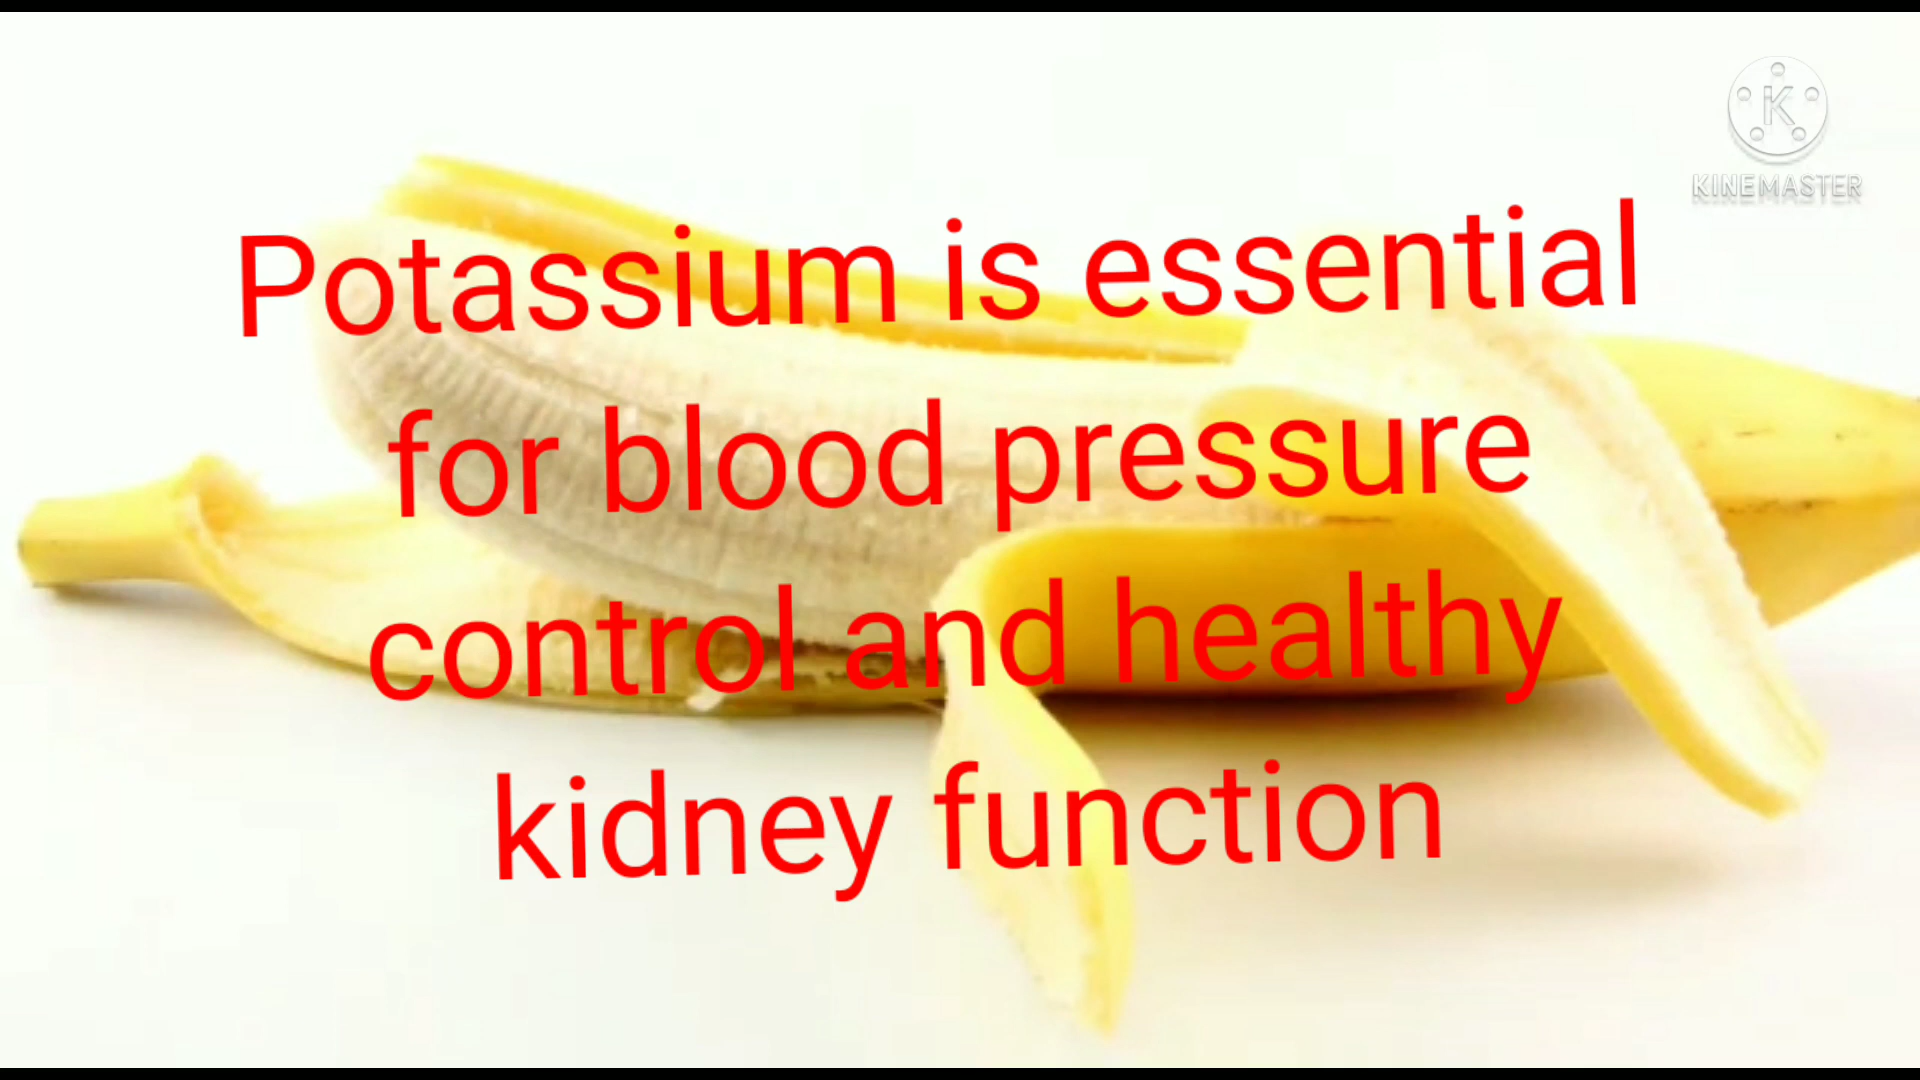 K
KINEMASTER
Potassium is essential
for blood pressure
control and healthy
kidney function